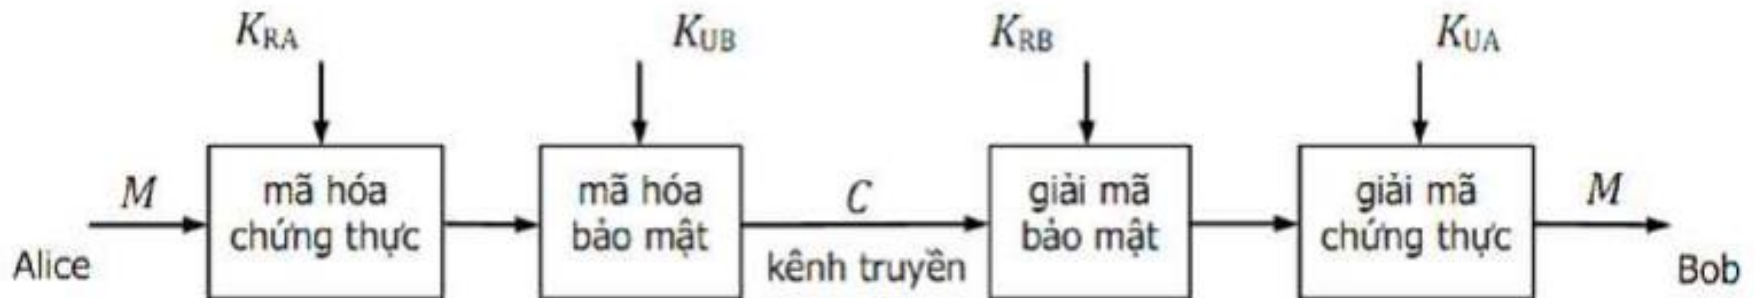 K_RA
K_UB
K_RB
K_UA
M
mã hóa
chứng thực
mã hóa
bảo mật
C
kênh truyền
giải mã
bảo mật
giải mã
chứng thực
M
Alice
Bob